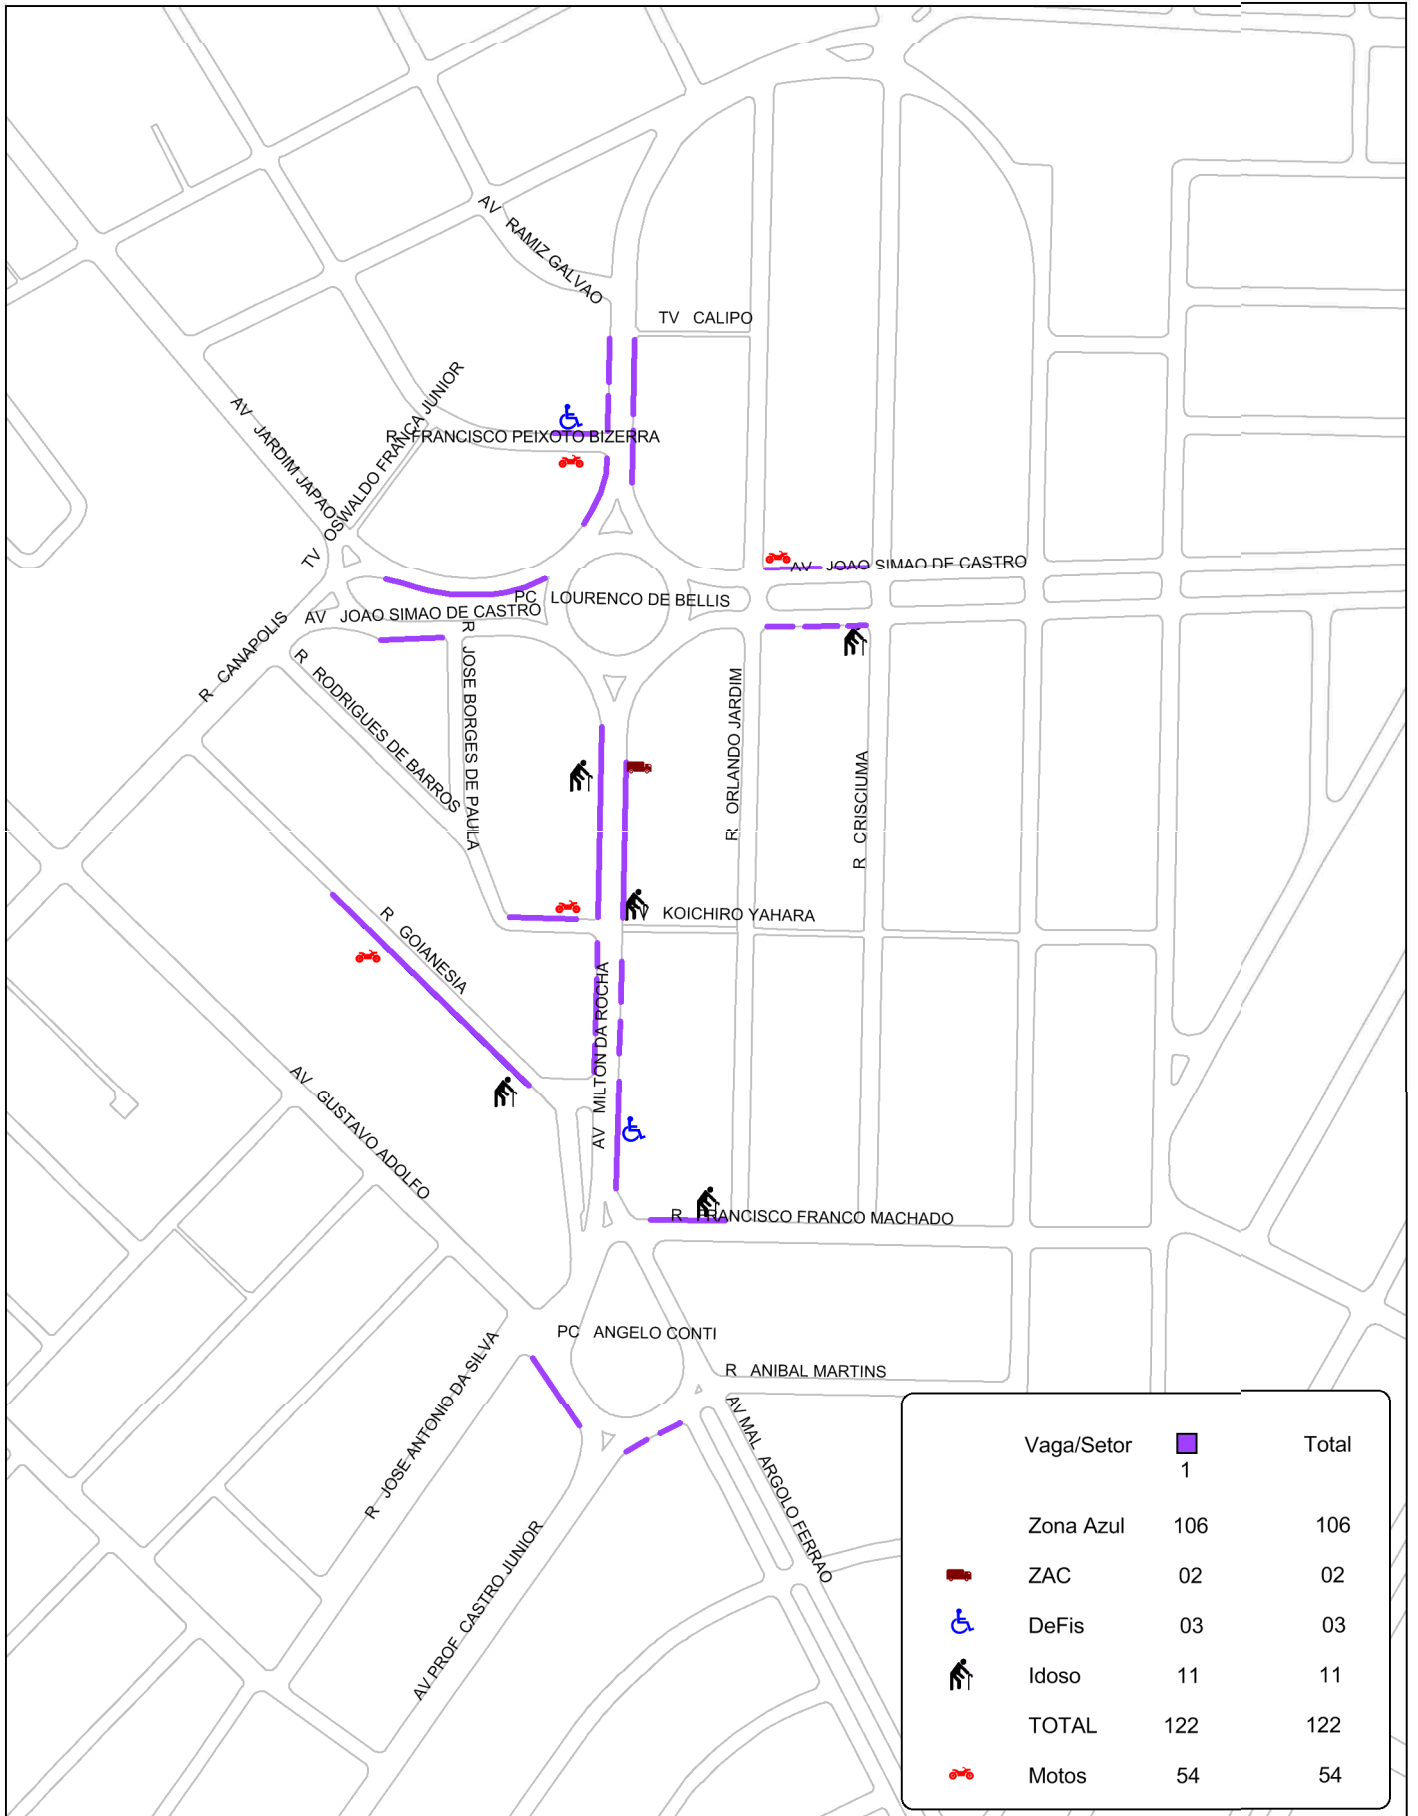 AV RAMIZ GALVAO
TV CALIPO
AV JARDIM JAPAO
TV OSWALDO FRANÇA JUNIOR
R FRANCISCO PEIXOTO BIZERRA
AV JOAO SIMAO DE CASTRO
PC LOURENCO DE BELLIS
AV JOAO SIMAO DE CASTRO
R CANAPOLIS
R RODRIGUES DE BARROS
R JOSE BORGES DE PAULA
R ORLANDO JARDIM
R CRISCIUMA
KOICHIRO YAHARA
R GOIANESIA
AV MILTON DA ROCHA
AV GUSTAVO ADOLFO
R FRANCISCO FRANCO MACHADO
PC ANGELO CONTI
R ANIBAL MARTINS
R JOSE ANTONIO DA SILVA
AV MAL ARGOLO FERRAO
AV PROF CASTRO JUNIOR
Vaga/Setor Total
1
Zona Azul 106 106
ZAC 02 02
DeFis 03 03
Idoso 11 11
TOTAL 122 122
Motos 54 54